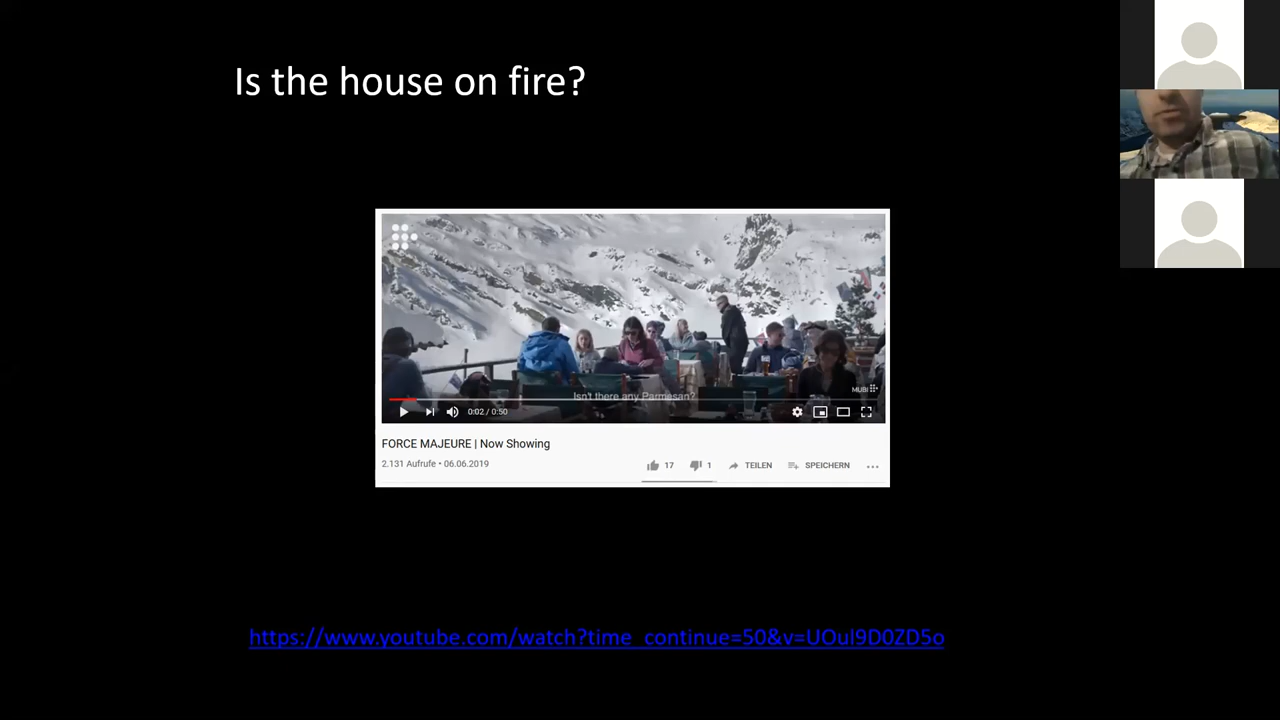 Is the house on fire?
Isn't there any Parmesan?
MUBI
0:02 / 0:50
FORCE MAJEURE | Now Showing
2.131 Aufrufe • 06.06.2019
17
1
TEILEN
SPEICHERN
https://www.youtube.com/watch?time_continue=50&v=UOul9D0ZD5o